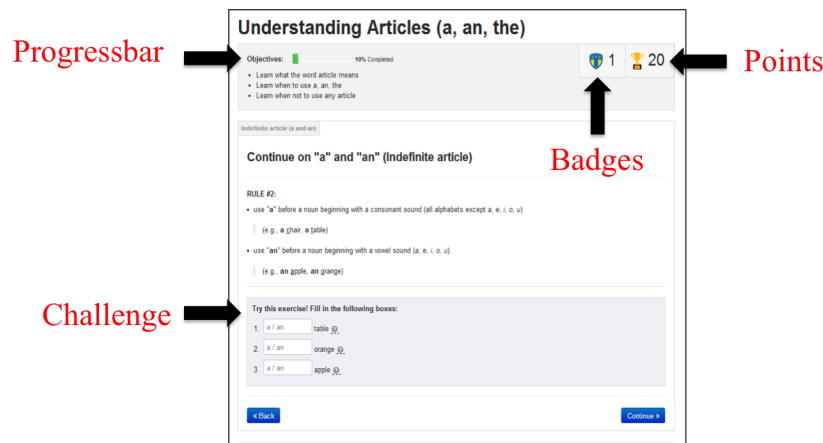 Understanding Articles (a, an, the)
Progressbar
Objectives: 10% Completed
1 20
Points
• Learn what the word article means
• Learn when to use a, an, the
• Learn when not to use any article
Badges
Indefinite article (a and an)
Continue on "a" and "an" (Indefinite article)
RULE #2:
• use "a" before a noun beginning with a consonant sound (all alphabets except a, e, i, o, u)
(e.g., a chair, a table)
• use "an" before a noun beginning with a vowel sound (a, e, i, o, u)
(e.g., an apple, an orange)
Challenge
Try this exercise! Fill in the following boxes:
1. a / an table
2. a / an orange
3. a / an apple
« Back Continue »